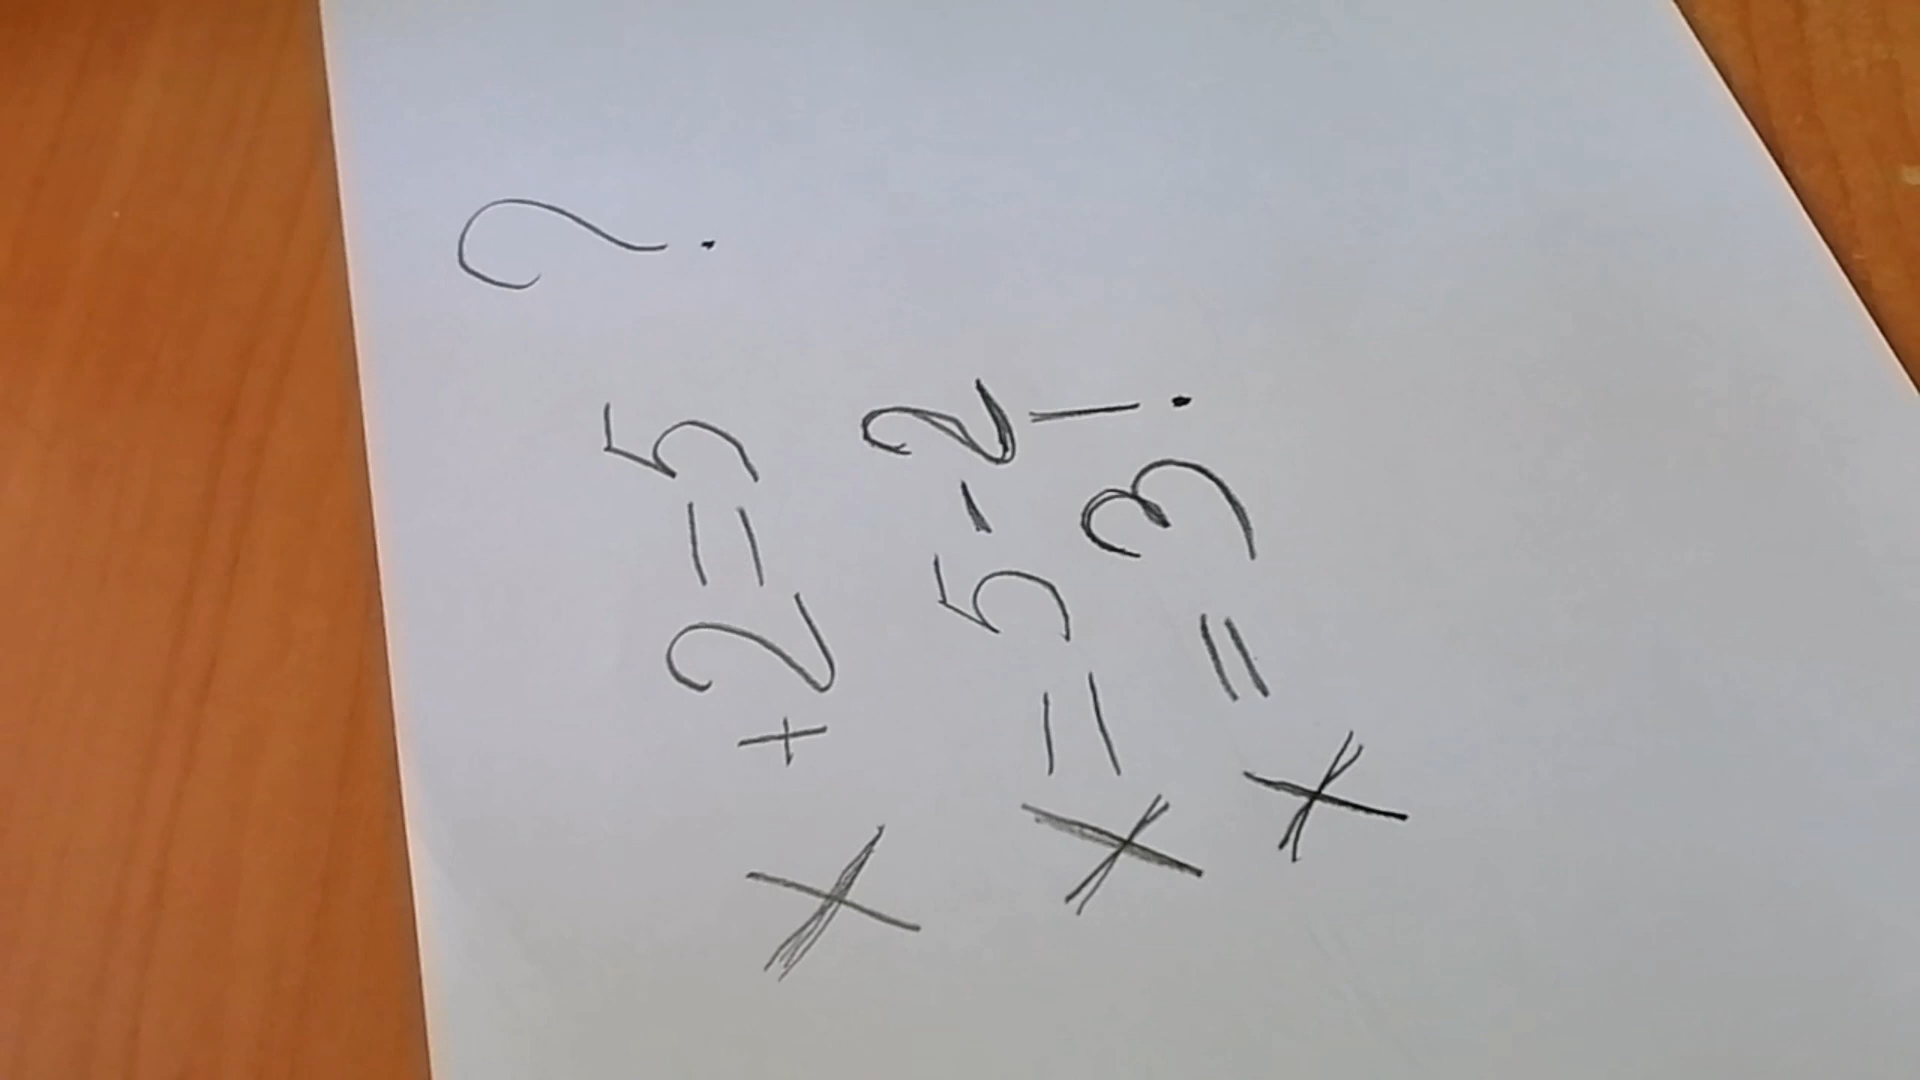 x + 2 = 5 ?
x = 5 - 2
x = 3 !